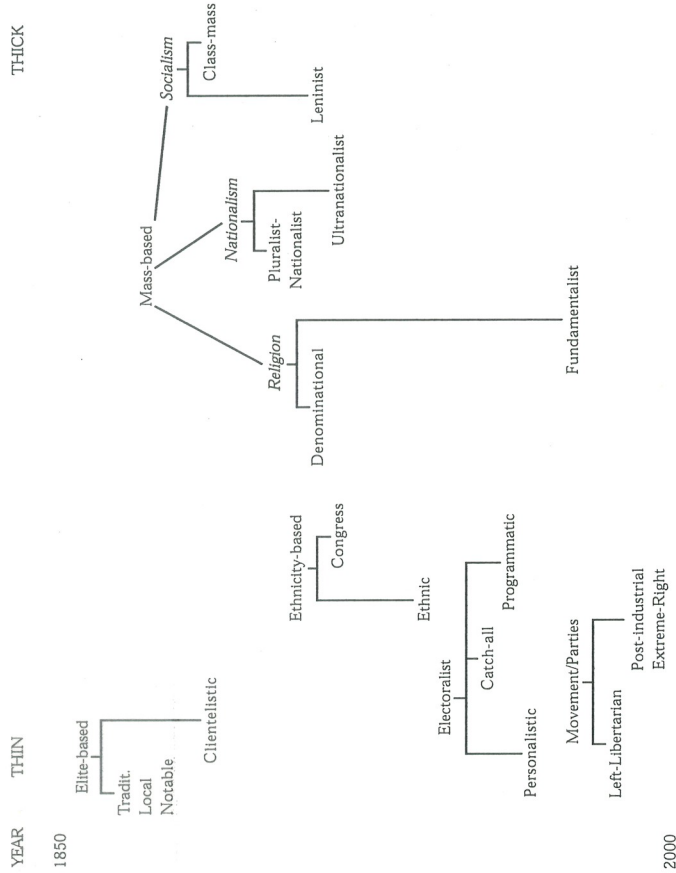 YEAR
THIN
THICK
1850
Elite-based
Tradit.
Local
Notable
Clientelistic
Mass-based
Socialism
Class-mass
Leninist
Nationalism
Pluralist-
Nationalist
Ultranationalist
Religion
Denominational
Fundamentalist
Ethnicity-based
Congress
Ethnic
Electoralist
Catch-all
Programmatic
Personalistic
Movement/Parties
Left-Libertarian
Post-industrial
Extreme-Right
2000